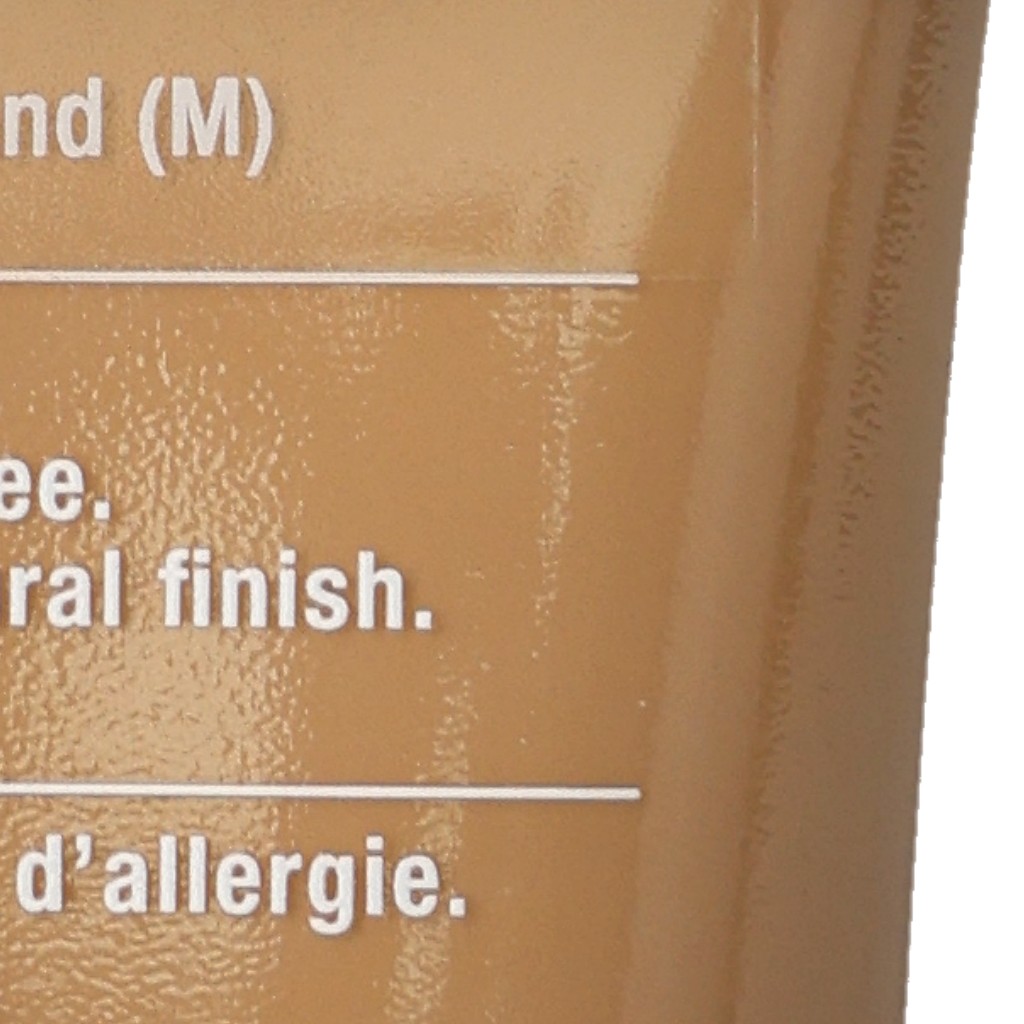 nd (M)
ee.
ral finish.
d’allergie.